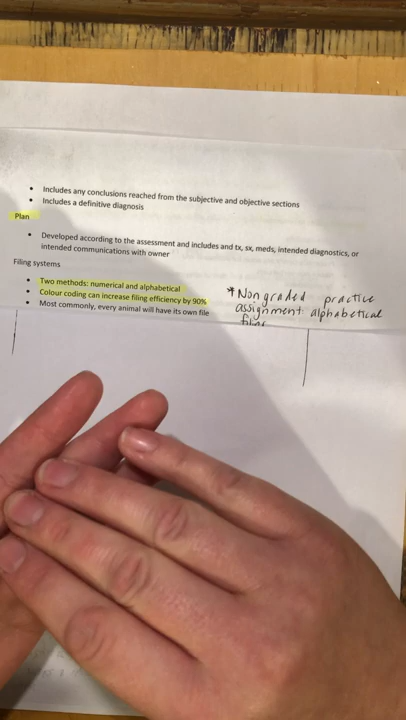 • Includes any conclusions reached from the subjective and objective sections
• Includes a definitive diagnosis
Plan
• Developed according to the assessment and includes and tx, sx, meds, intended diagnostics, or
intended communications with owner
Filing systems
• Two methods: numerical and alphabetical
• Colour coding can increase filing efficiency by 90%
• Most commonly, every animal will have its own file
*Non graded practice
assignment: alphabetical